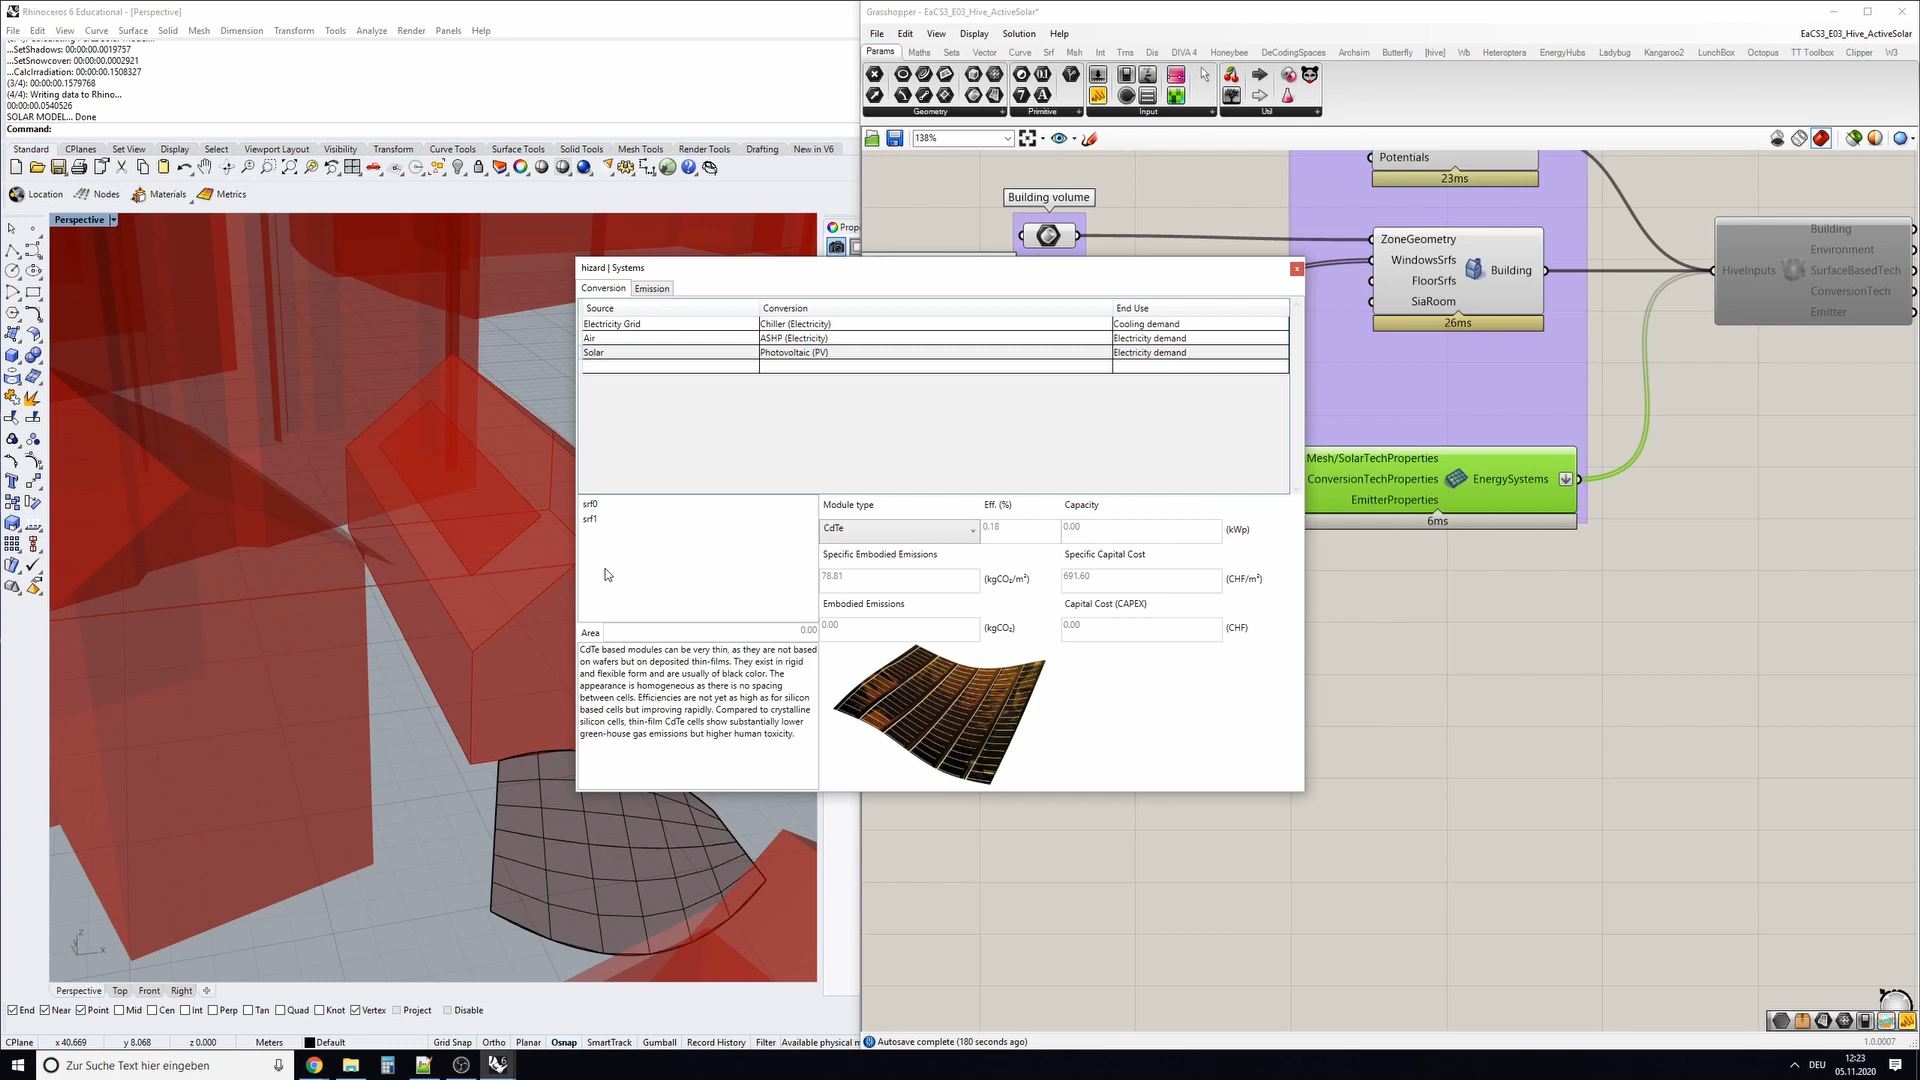 Rhinoceros 6 Educational - [Perspective]
File Edit View Curve Surface Solid Mesh Dimension Transform Tools Analyze Render Panels Help
...SetShadows: 00:00:00.0019757
...SetSnowcover: 00:00:00.0002921
...CalcIrradiation: 00:00:00.1508327
(3/4): 00:00:00.1579768
(4/4): Writing data to Rhino...
00:00:00.0540526
SOLAR MODEL... Done
Command:
Standard CPlanes Set View Display Select Viewport Layout Visibility Transform Curve Tools Surface Tools Solid Tools Mesh Tools Render Tools Drafting New in V6
Location Nodes Materials Metrics
Perspective
Prope
Perspective Top Front Right
End Near Point Mid Cen Int Perp Tan Quad Knot Vertex Project Disable
CPlane x 40.669 y 8.068 z 0.000 Meters Default Grid Snap Ortho Planar Osnap SmartTrack Gumball Record History Filter Available physical m
Grasshopper - EaCS3_E03_Hive_ActiveSolar*
File Edit View Display Solution Help
EaCS3_E03_Hive_ActiveSolar
Params Maths Sets Vector Curve Srf Msh Int Trns Dis DIVA 4 Honeybee DeCodingSpaces Archsim Butterfly [hive] Wb Heteroptera EnergyHubs Ladybug Kangaroo2 LunchBox Octopus TT Toolbox Clipper W3
Geometry Primitive Input Util
138%
Potentials
23ms
Building volume
ZoneGeometry
WindowsSrfs
FloorSrfs
SiaRoom
Building
26ms
HiveInputs
Building
Environment
SurfaceBasedTech
ConversionTech
Emitter
Mesh/SolarTechProperties
ConversionTechProperties
EmitterProperties
EnergySystems
6ms
hizard | Systems
Conversion Emission
Source Conversion End Use
Electricity Grid Chiller (Electricity) Cooling demand
Air ASHP (Electricity) Electricity demand
Solar Photovoltaic (PV) Electricity demand
srf0
srf1
Module type Eff. (%) Capacity
CdTe 0.18 0.00 (kWp)
Specific Embodied Emissions Specific Capital Cost
78.81 (kgCO₂/m²) 691.60 (CHF/m²)
Embodied Emissions Capital Cost (CAPEX)
0.00 (kgCO₂) 0.00 (CHF)
Area 0.00
CdTe based modules can be very thin, as they are not based
on wafers but on deposited thin-films. They exist in rigid
and flexible form and are usually of black color. The
appearance is homogeneous as there is no spacing
between cells. Efficiencies are not yet as high as for silicon
based cells but improving rapidly. Compared to crystalline
silicon cells, thin-film CdTe cells show substantially lower
green-house gas emissions but higher human toxicity.
Autosave complete (180 seconds ago)
1.0.0007
Zur Suche Text hier eingeben
DEU
12:23
05.11.2020